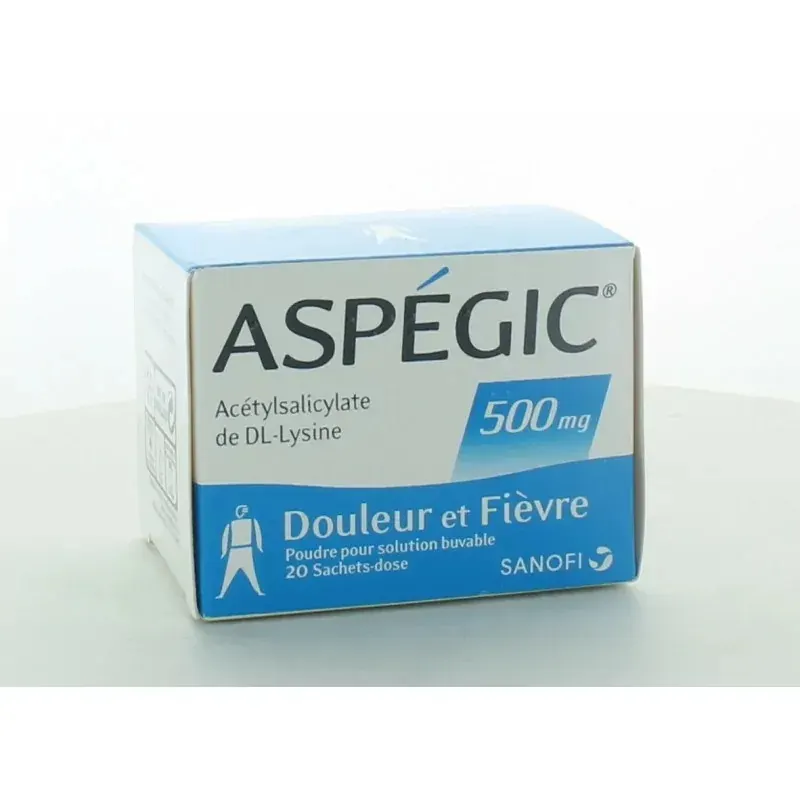 ASPÉGIC®
Acétylsalicylate
de DL-Lysine
500 mg
Douleur et Fièvre
Poudre pour solution buvable
20 Sachets-dose
SANOFI